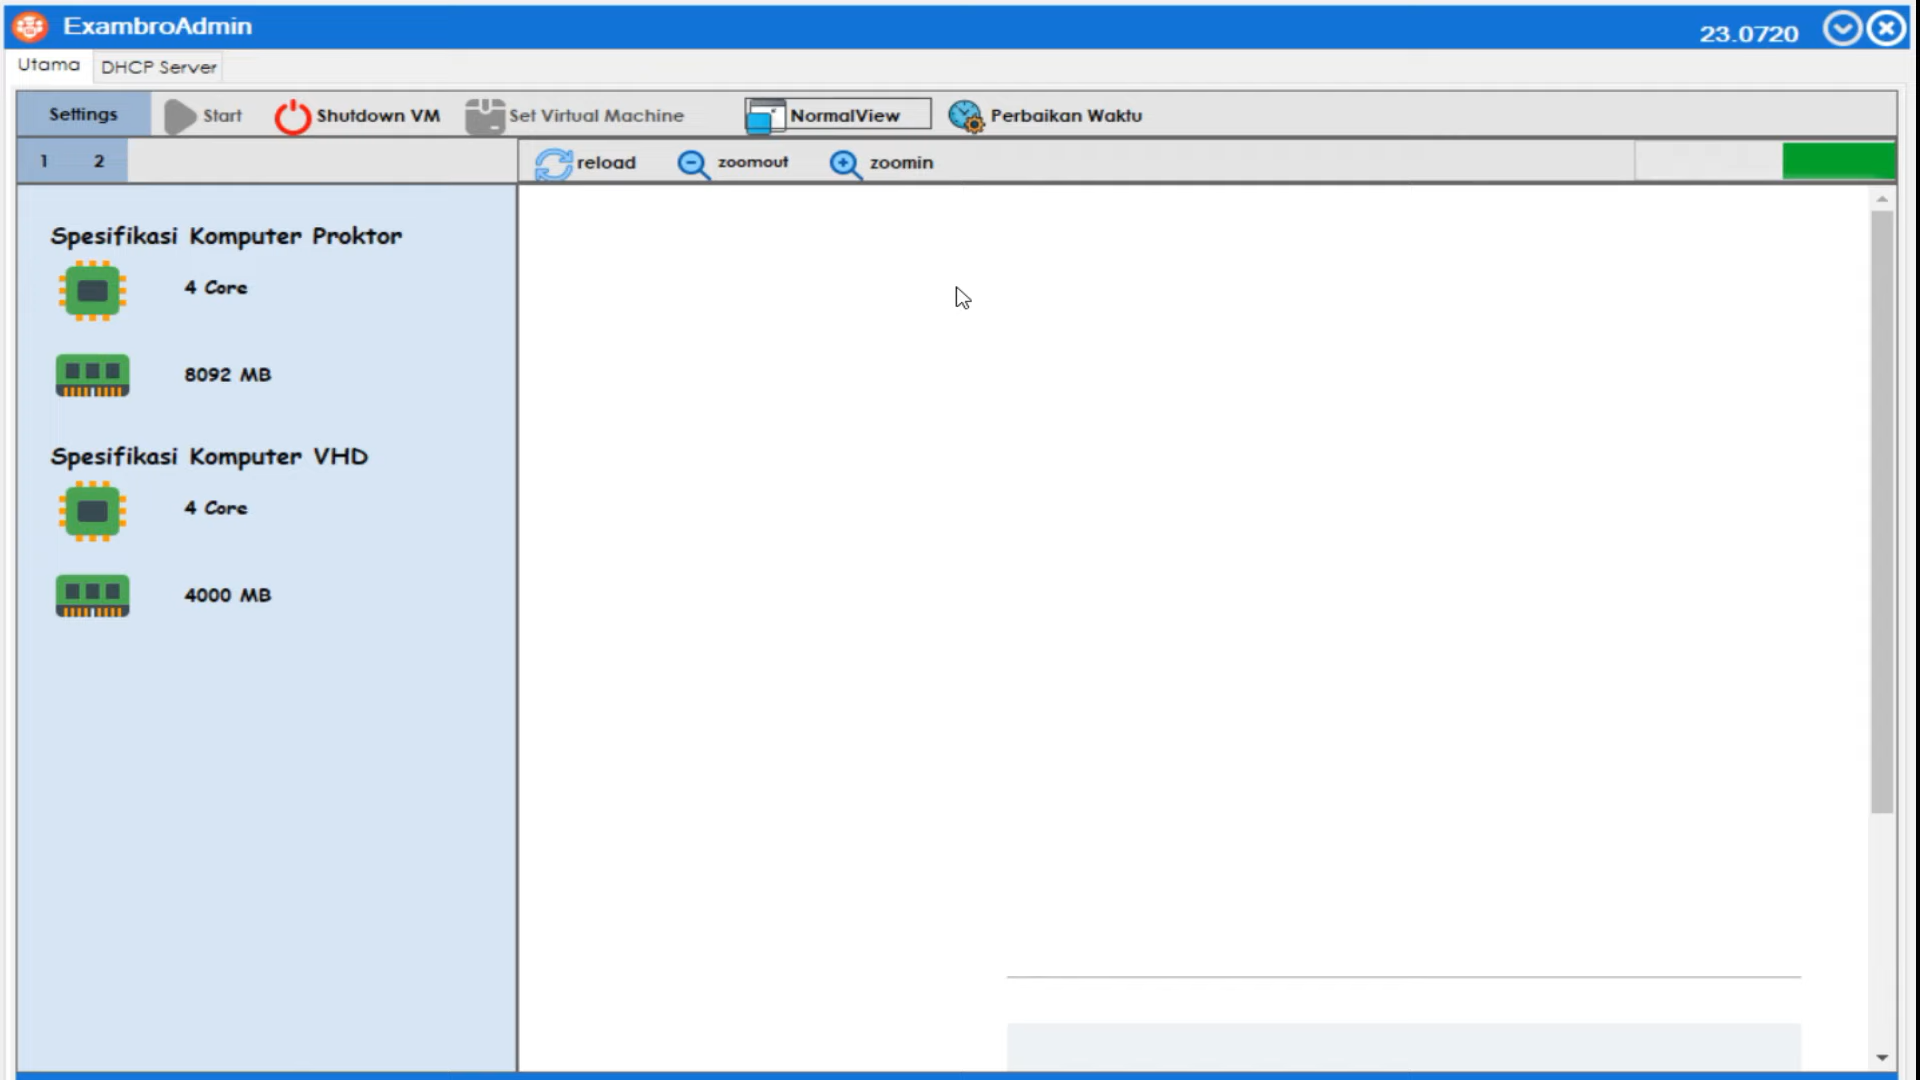 ExambroAdmin
23.0720
Utama DHCP Server
Settings Start Shutdown VM Set Virtual Machine NormalView Perbaikan Waktu
1 2 reload zoomout zoomin
Spesifikasi Komputer Proktor
4 Core
8092 MB
Spesifikasi Komputer VHD
4 Core
4000 MB